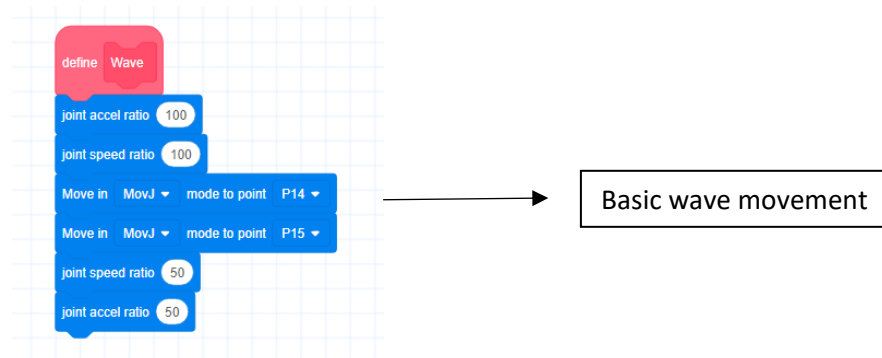 define Wave
joint accel ratio 100
joint speed ratio 100
Move in MovJ mode to point P14
Move in MovJ mode to point P15
joint speed ratio 50
joint accel ratio 50
Basic wave movement